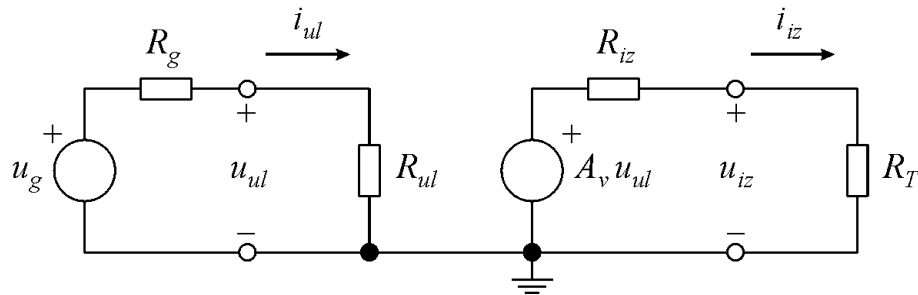 i_ul
i_iz
R_g
R_iz
+
+
+
+
u_g
u_ul
R_ul
A_v u_ul
u_iz
R_T
−
−